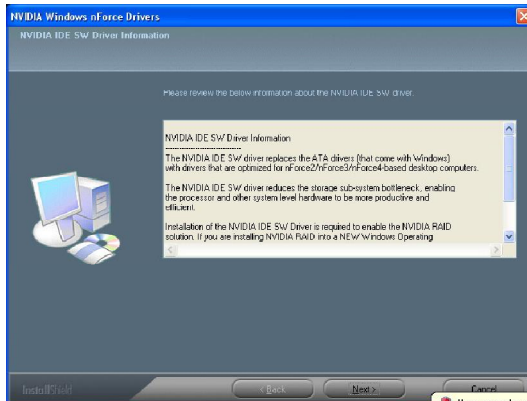 NVIDIA Windows nForce Drivers
NVIDIA IDE SW Driver Information
Please review the below information about the NVIDIA IDE SW driver.
NVIDIA IDE SW Driver Information
-----------------------------
The NVIDIA IDE SW driver replaces the ATA drivers (that come with Windows)
with drivers that are optimized for nForce2/nForce3/nForce4-based desktop computers.
The NVIDIA IDE SW driver reduces the storage sub-system bottleneck, enabling
the processor and other system level hardware to be more productive and
efficient.
Installation of the NVIDIA IDE SW Driver is required to enable the NVIDIA RAID
solution. If you are installing NVIDIA RAID into a NEW Windows Operating
InstallShield
< Back
Next >
Cancel